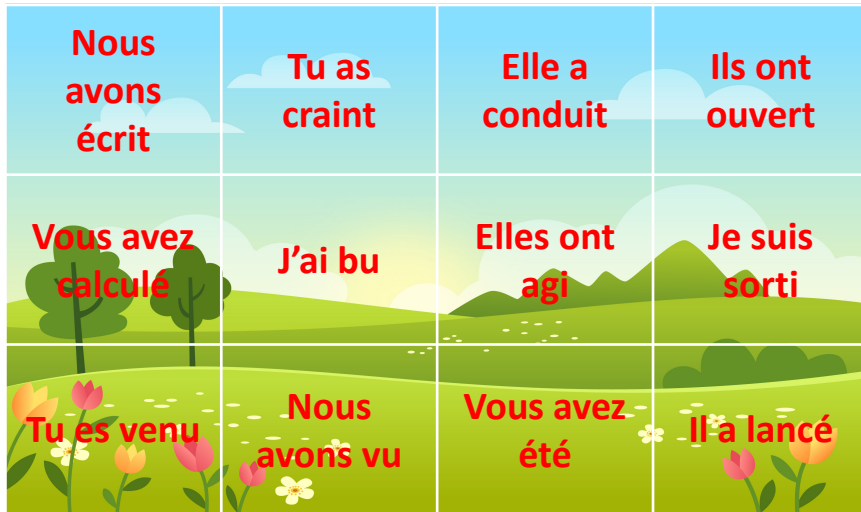 Nous
avons
écrit
Tu as
craint
Elle a
conduit
Ils ont
ouvert
Vous avez
calculé
J’ai bu
Elles ont
agi
Je suis
sorti
Tu es venu
Nous
avons vu
Vous avez
été
Il a lancé